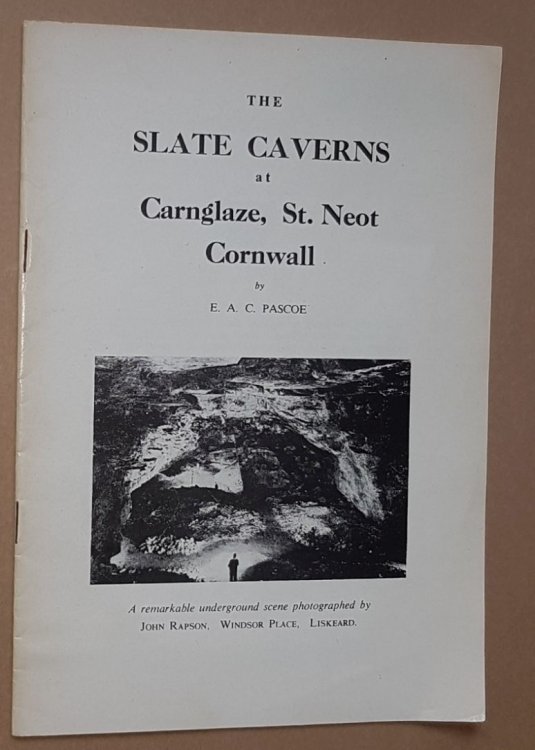 THE
SLATE CAVERNS
at
Carnglaze, St. Neot
Cornwall
by
E. A. C. PASCOE
A remarkable underground scene photographed by
JOHN RAPSON, WINDSOR PLACE, LISKEARD.